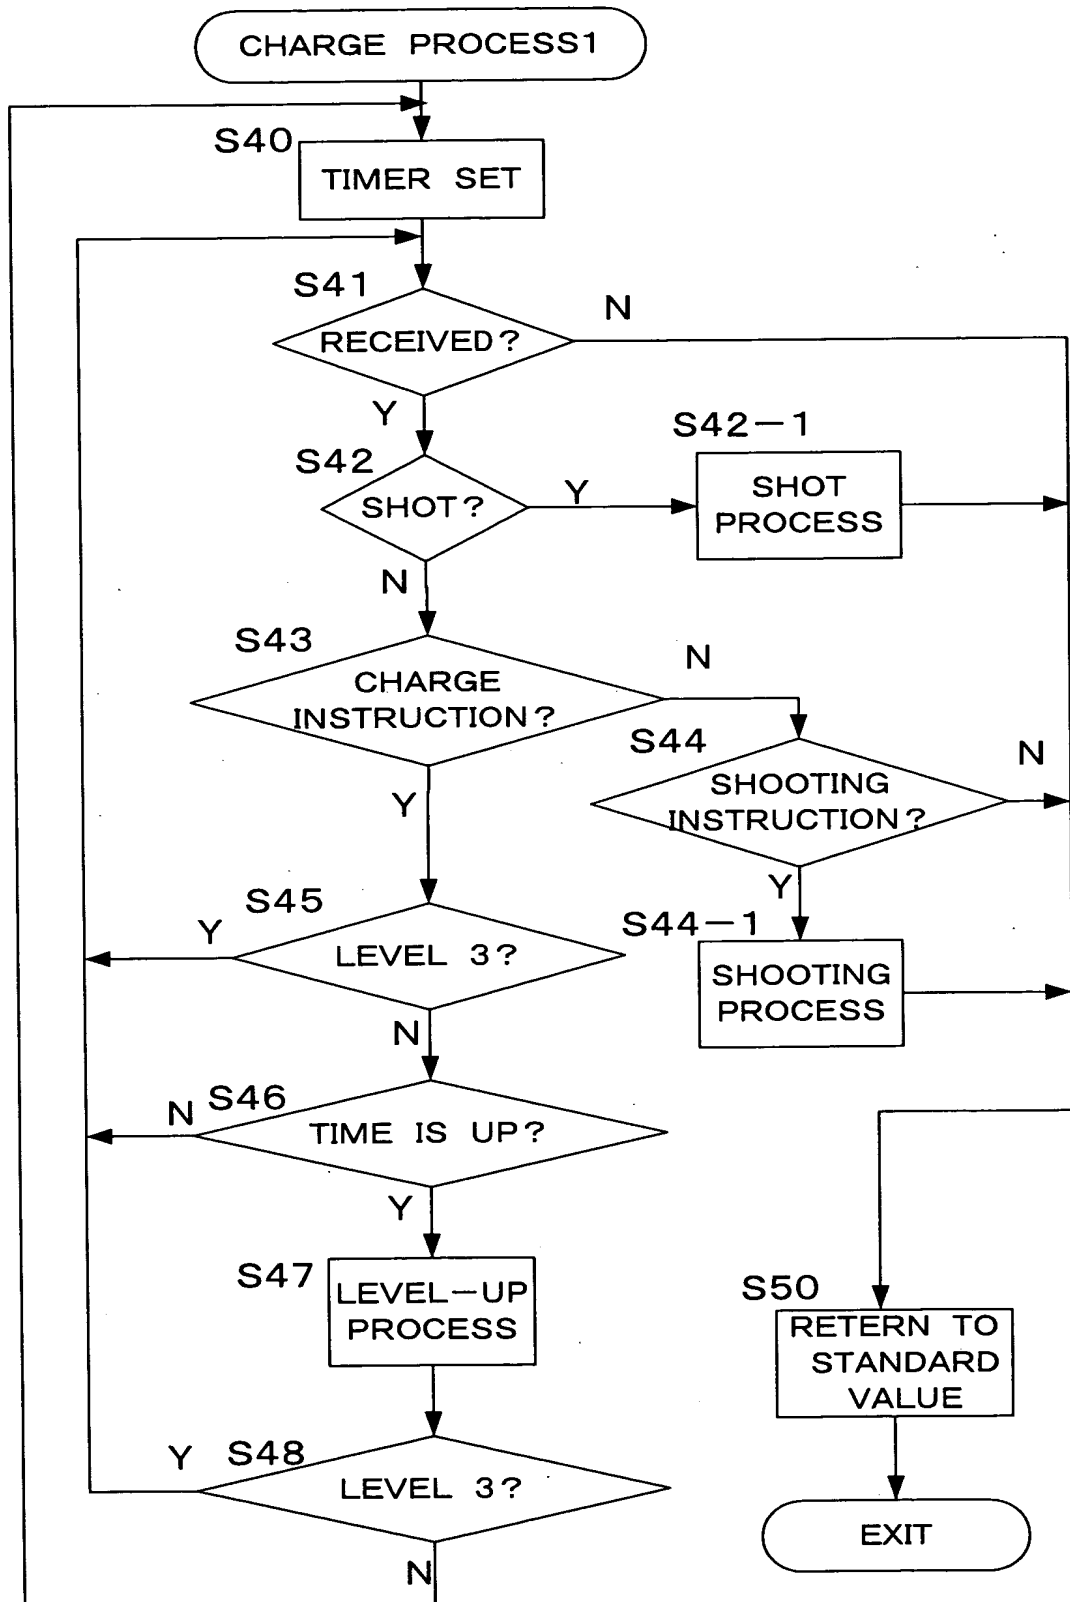 CHARGE PROCESS1
S40
TIMER SET
S41
RECEIVED?
N
Y
S42
SHOT?
Y
S42-1
SHOT
PROCESS
N
S43
CHARGE
INSTRUCTION?
N
S44
SHOOTING
INSTRUCTION?
N
Y
Y
S44-1
SHOOTING
PROCESS
S45
LEVEL 3?
Y
N
S46
TIME IS UP?
N
Y
S47
LEVEL-UP
PROCESS
S48
LEVEL 3?
Y
N
S50
RETERN TO
STANDARD
VALUE
EXIT